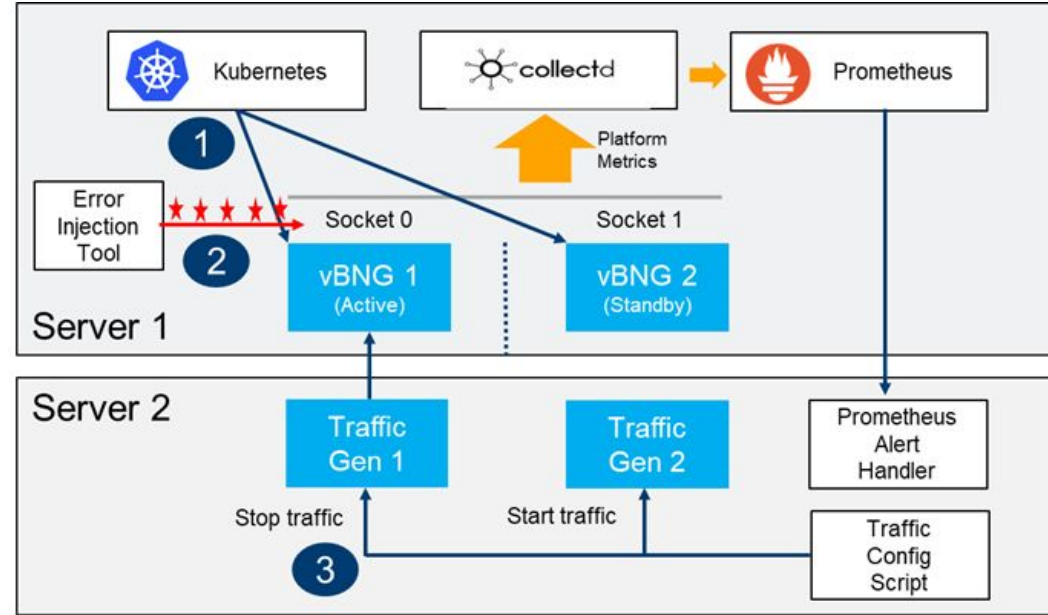 Kubernetes
collectd
Prometheus
1
Platform
Metrics
Error
Injection
Tool
2
Socket 0
Socket 1
vBNG 1
(Active)
vBNG 2
(Standby)
Server 1
Server 2
Traffic
Gen 1
Traffic
Gen 2
Prometheus
Alert
Handler
Stop traffic
Start traffic
3
Traffic
Config
Script